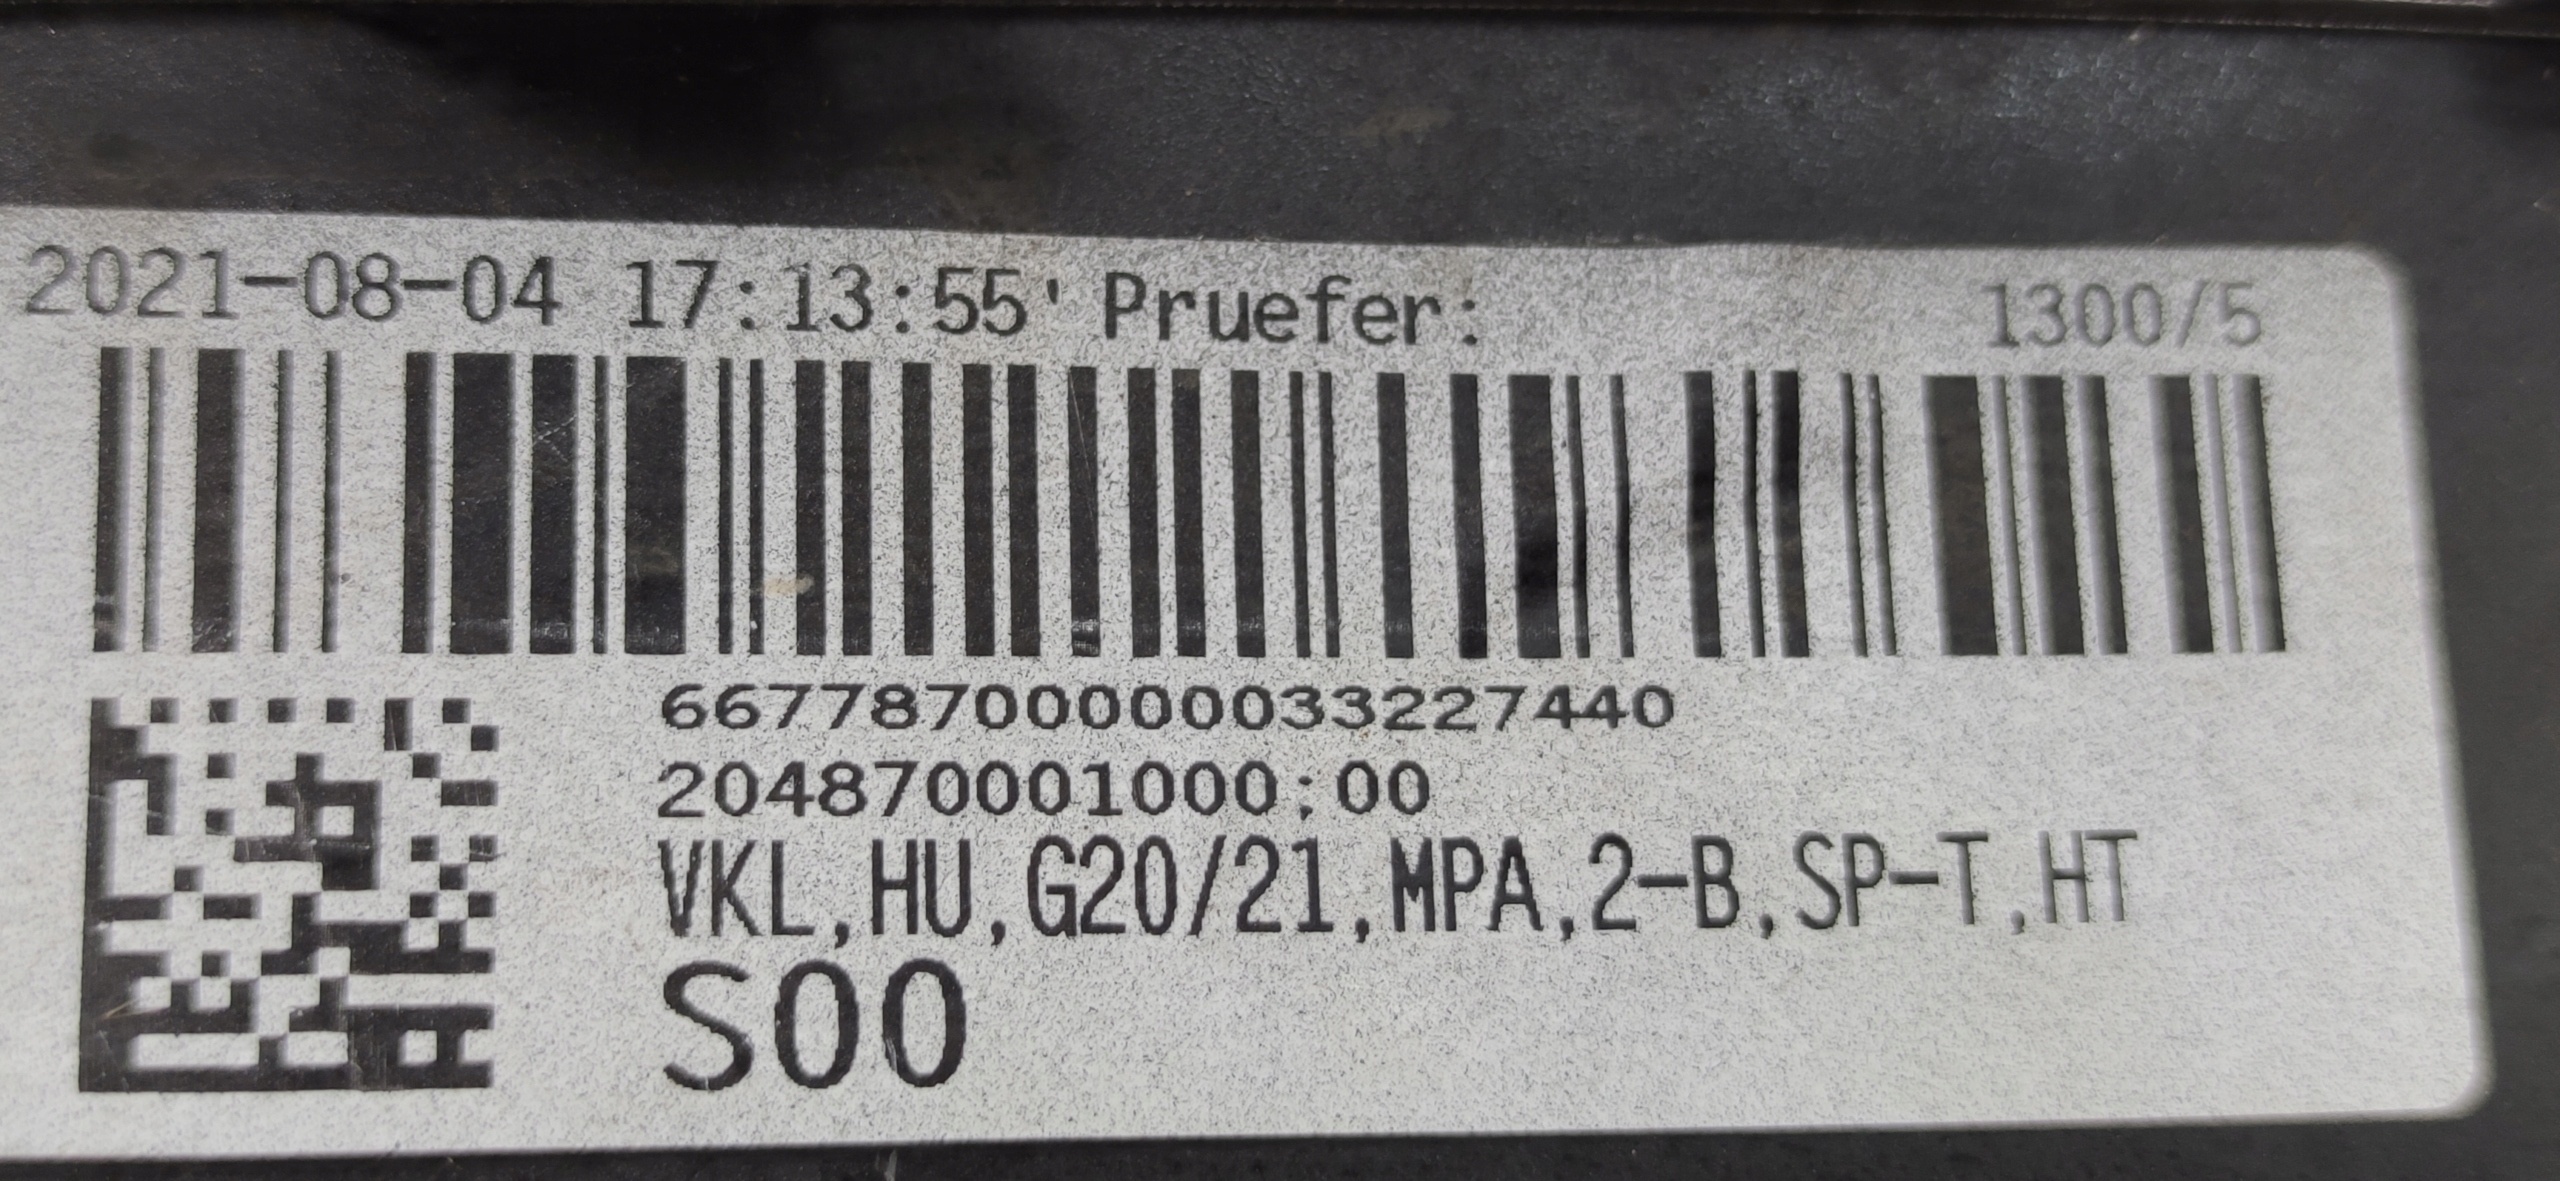 2021-08-04 17:13:55' Pruefer: 1300/5
66778700000033227440
204870001000:00
VKL,HU,G20/21,MPA,2-B,SP-T,HT
S00